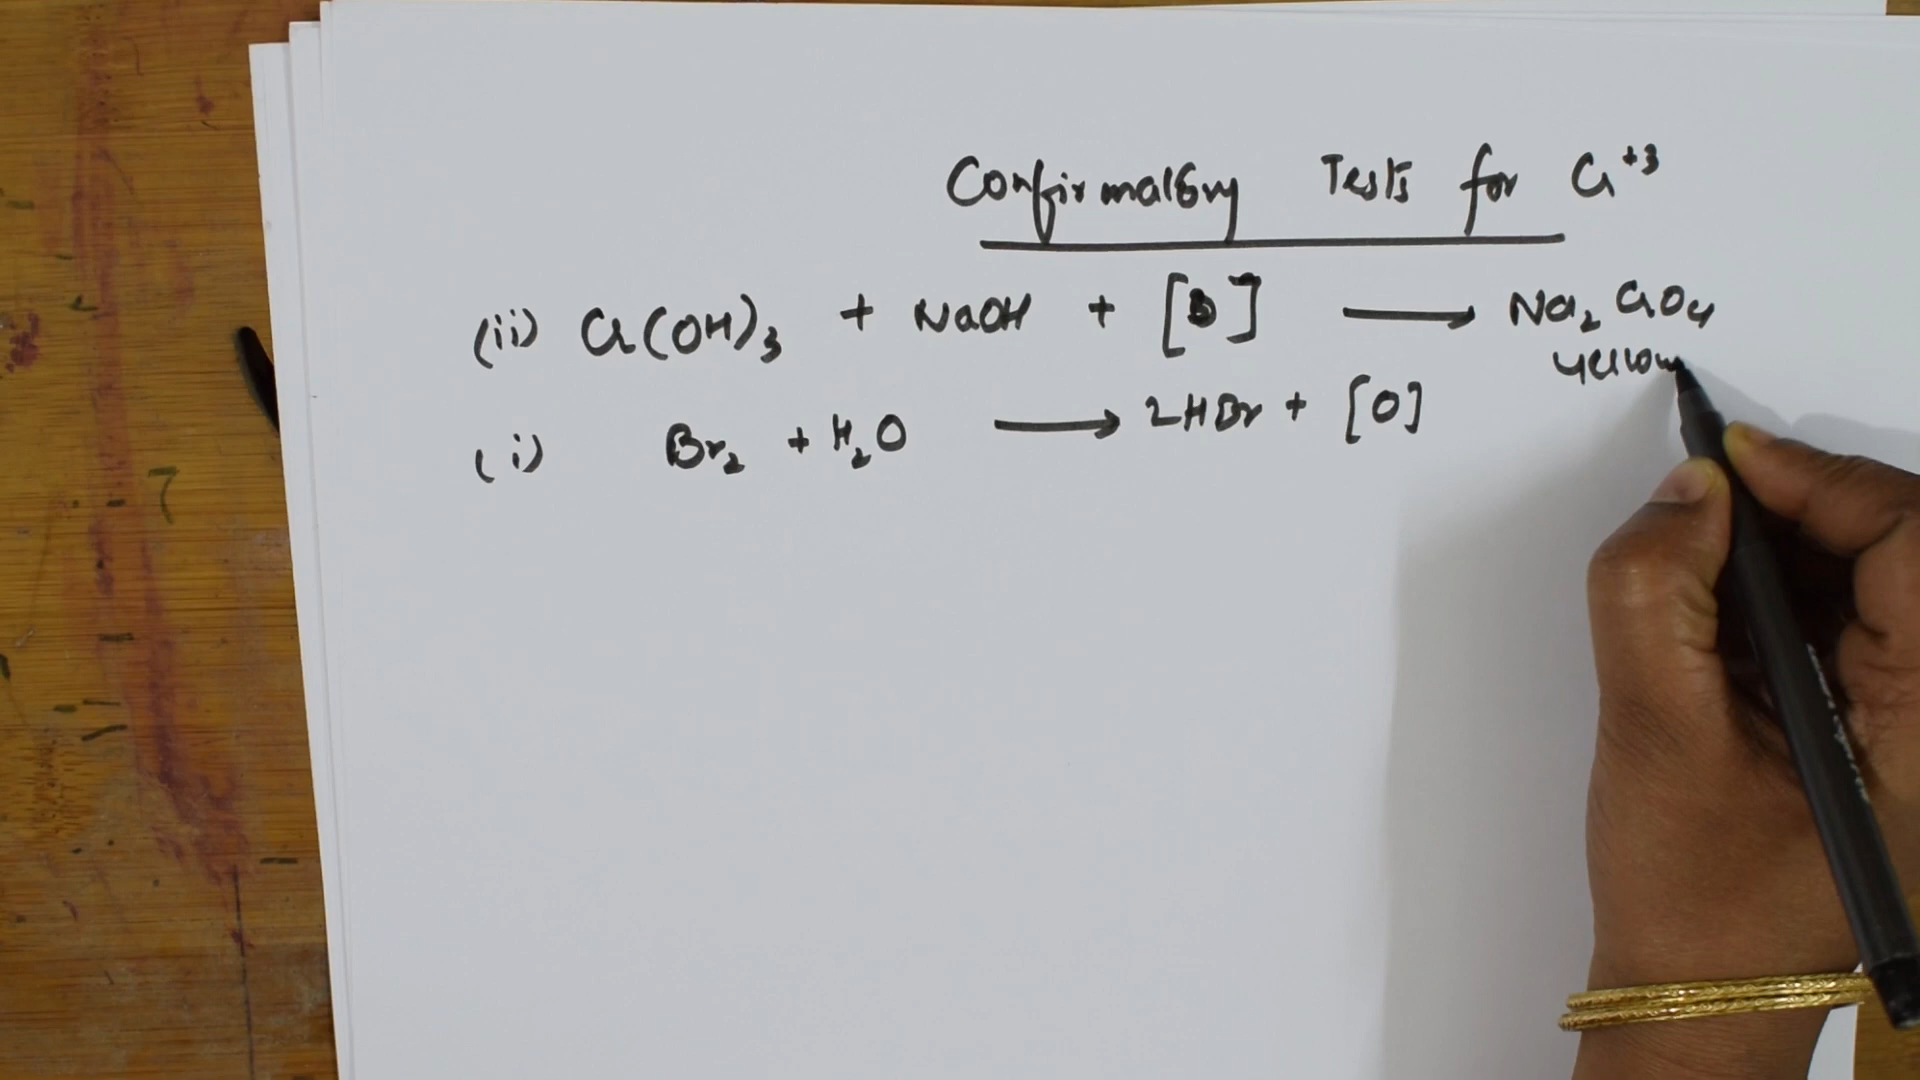 Confirmatory Tests for Cr⁺³
(ii) Cr(OH)₃ + NaOH + [O] ⟶ Na₂CrO₄
yellow
(i) Br₂ + H₂O ⟶ 2HBr + [O]